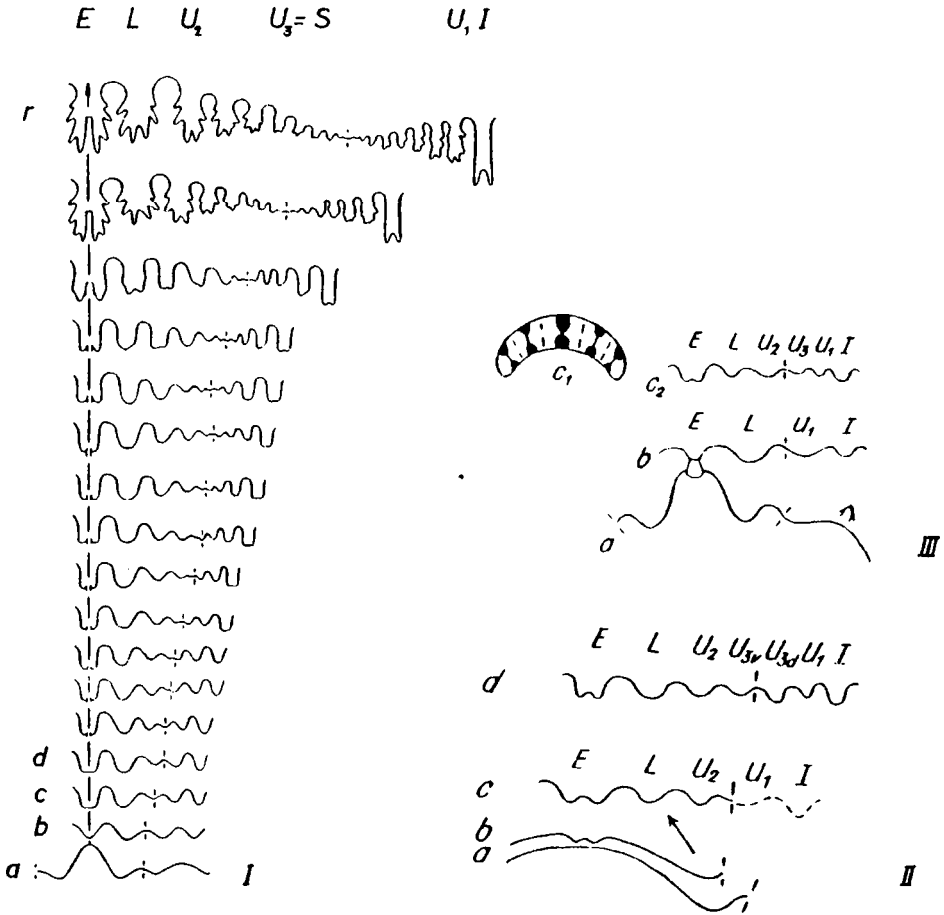 E L U₂ U₃= S U, I
r
c₁
E L U₂ U₃ U₁ I
c₂
E L U₁ I
b
a
III
E L U₂ U₃ᵥ U₃d U₁ I
d
E L U₂ U₁ I
c
b
a
II
d
c
b
a
I